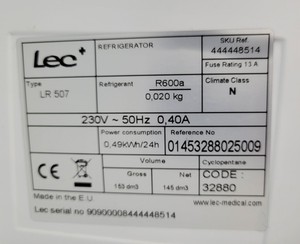 Lec+
REFRIGERATOR
SKU Ref.
444448514
Fuse Rating 13 A
Type
LR 507
Refrigerant
R600a
0,020 kg
Climate Class
N
230V ~ 50Hz 0,40A
Power consumption
0,49kWh/24h
Reference No
01453288025009
CE
Volume
Gross
153 dm3
Net
145 dm3
Cyclopentane
CODE :
32880
Made in the E.U.
www.lec-medical.com
Lec serial no 90900008444448514